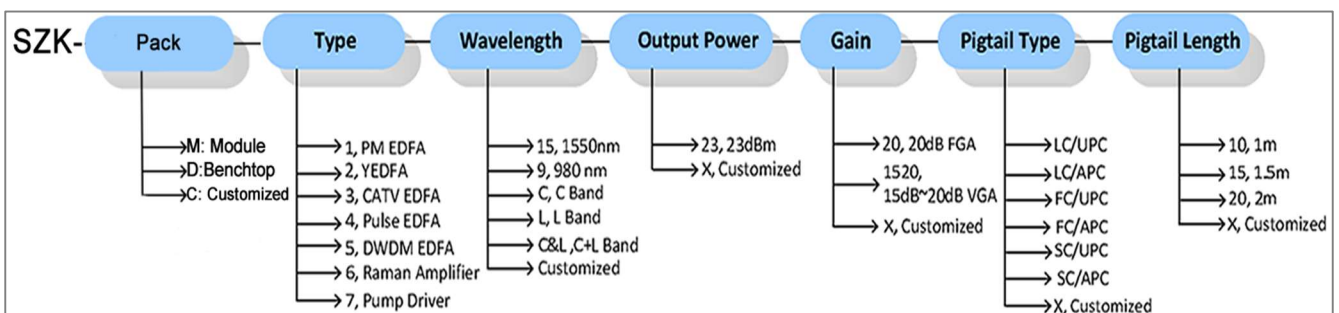 SZK-
Pack
Type
Wavelength
Output Power
Gain
Pigtail Type
Pigtail Length
M: Module
D:Benchtop
C: Customized
1, PM EDFA
2, YEDFA
3, CATV EDFA
4, Pulse EDFA
5, DWDM EDFA
6, Raman Amplifier
7, Pump Driver
15, 1550nm
9, 980 nm
C, C Band
L, L Band
C&L ,C+L Band
Customized
23, 23dBm
X, Customized
20, 20dB FGA
1520,
15dB~20dB VGA
X, Customized
LC/UPC
LC/APC
FC/UPC
FC/APC
SC/UPC
SC/APC
X, Customized
10, 1m
15, 1.5m
20, 2m
X, Customized